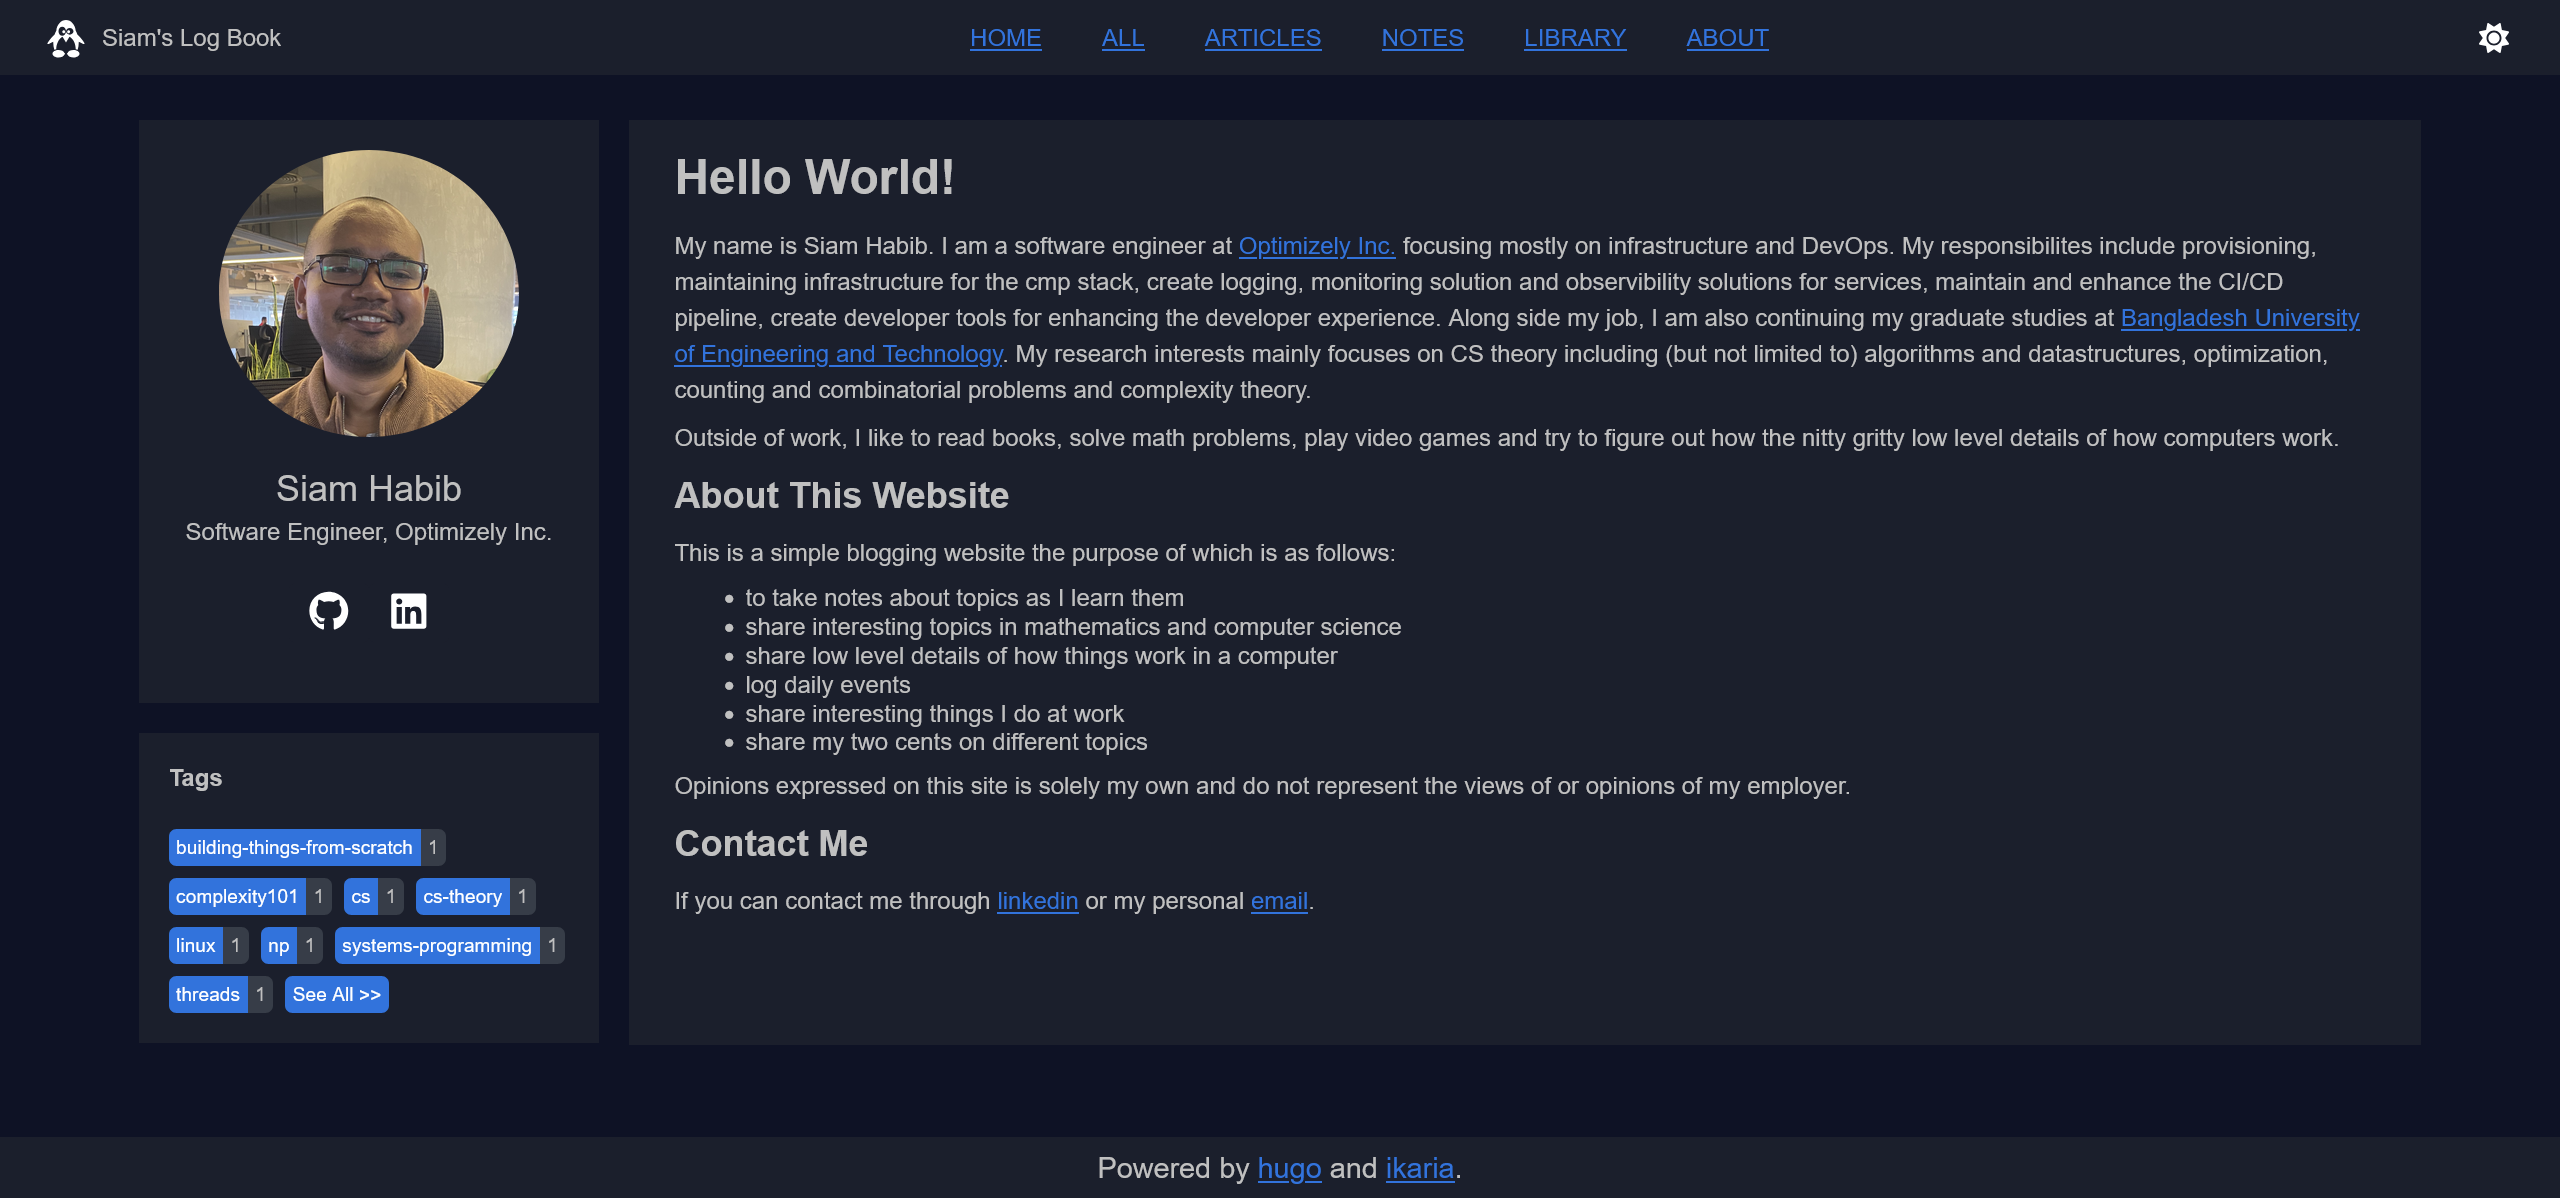 Siam's Log Book
HOME
ALL
ARTICLES
NOTES
LIBRARY
ABOUT
Siam Habib
Software Engineer, Optimizely Inc.
Tags
building-things-from-scratch 1
complexity101 1 cs 1 cs-theory 1
linux 1 np 1 systems-programming 1
threads 1 See All >>
Hello World!
My name is Siam Habib. I am a software engineer at Optimizely Inc. focusing mostly on infrastructure and DevOps. My responsibilites include provisioning,
maintaining infrastructure for the cmp stack, create logging, monitoring solution and observibility solutions for services, maintain and enhance the CI/CD
pipeline, create developer tools for enhancing the developer experience. Along side my job, I am also continuing my graduate studies at Bangladesh University
of Engineering and Technology. My research interests mainly focuses on CS theory including (but not limited to) algorithms and datastructures, optimization,
counting and combinatorial problems and complexity theory.
Outside of work, I like to read books, solve math problems, play video games and try to figure out how the nitty gritty low level details of how computers work.
About This Website
This is a simple blogging website the purpose of which is as follows:
• to take notes about topics as I learn them
• share interesting topics in mathematics and computer science
• share low level details of how things work in a computer
• log daily events
• share interesting things I do at work
• share my two cents on different topics
Opinions expressed on this site is solely my own and do not represent the views of or opinions of my employer.
Contact Me
If you can contact me through linkedin or my personal email.
Powered by hugo and ikaria.